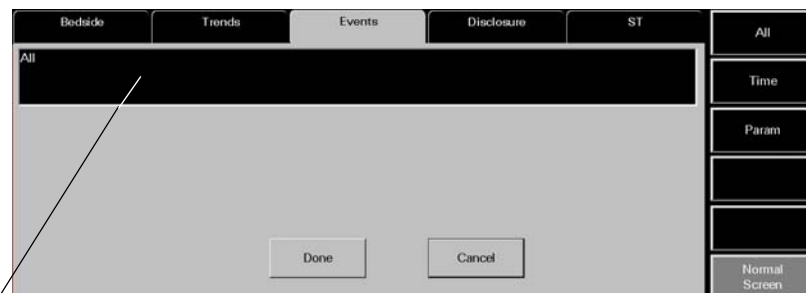 Bedside
Trends
Events
Disclosure
ST
All
Done
Cancel
All
Time
Param
Normal
Screen